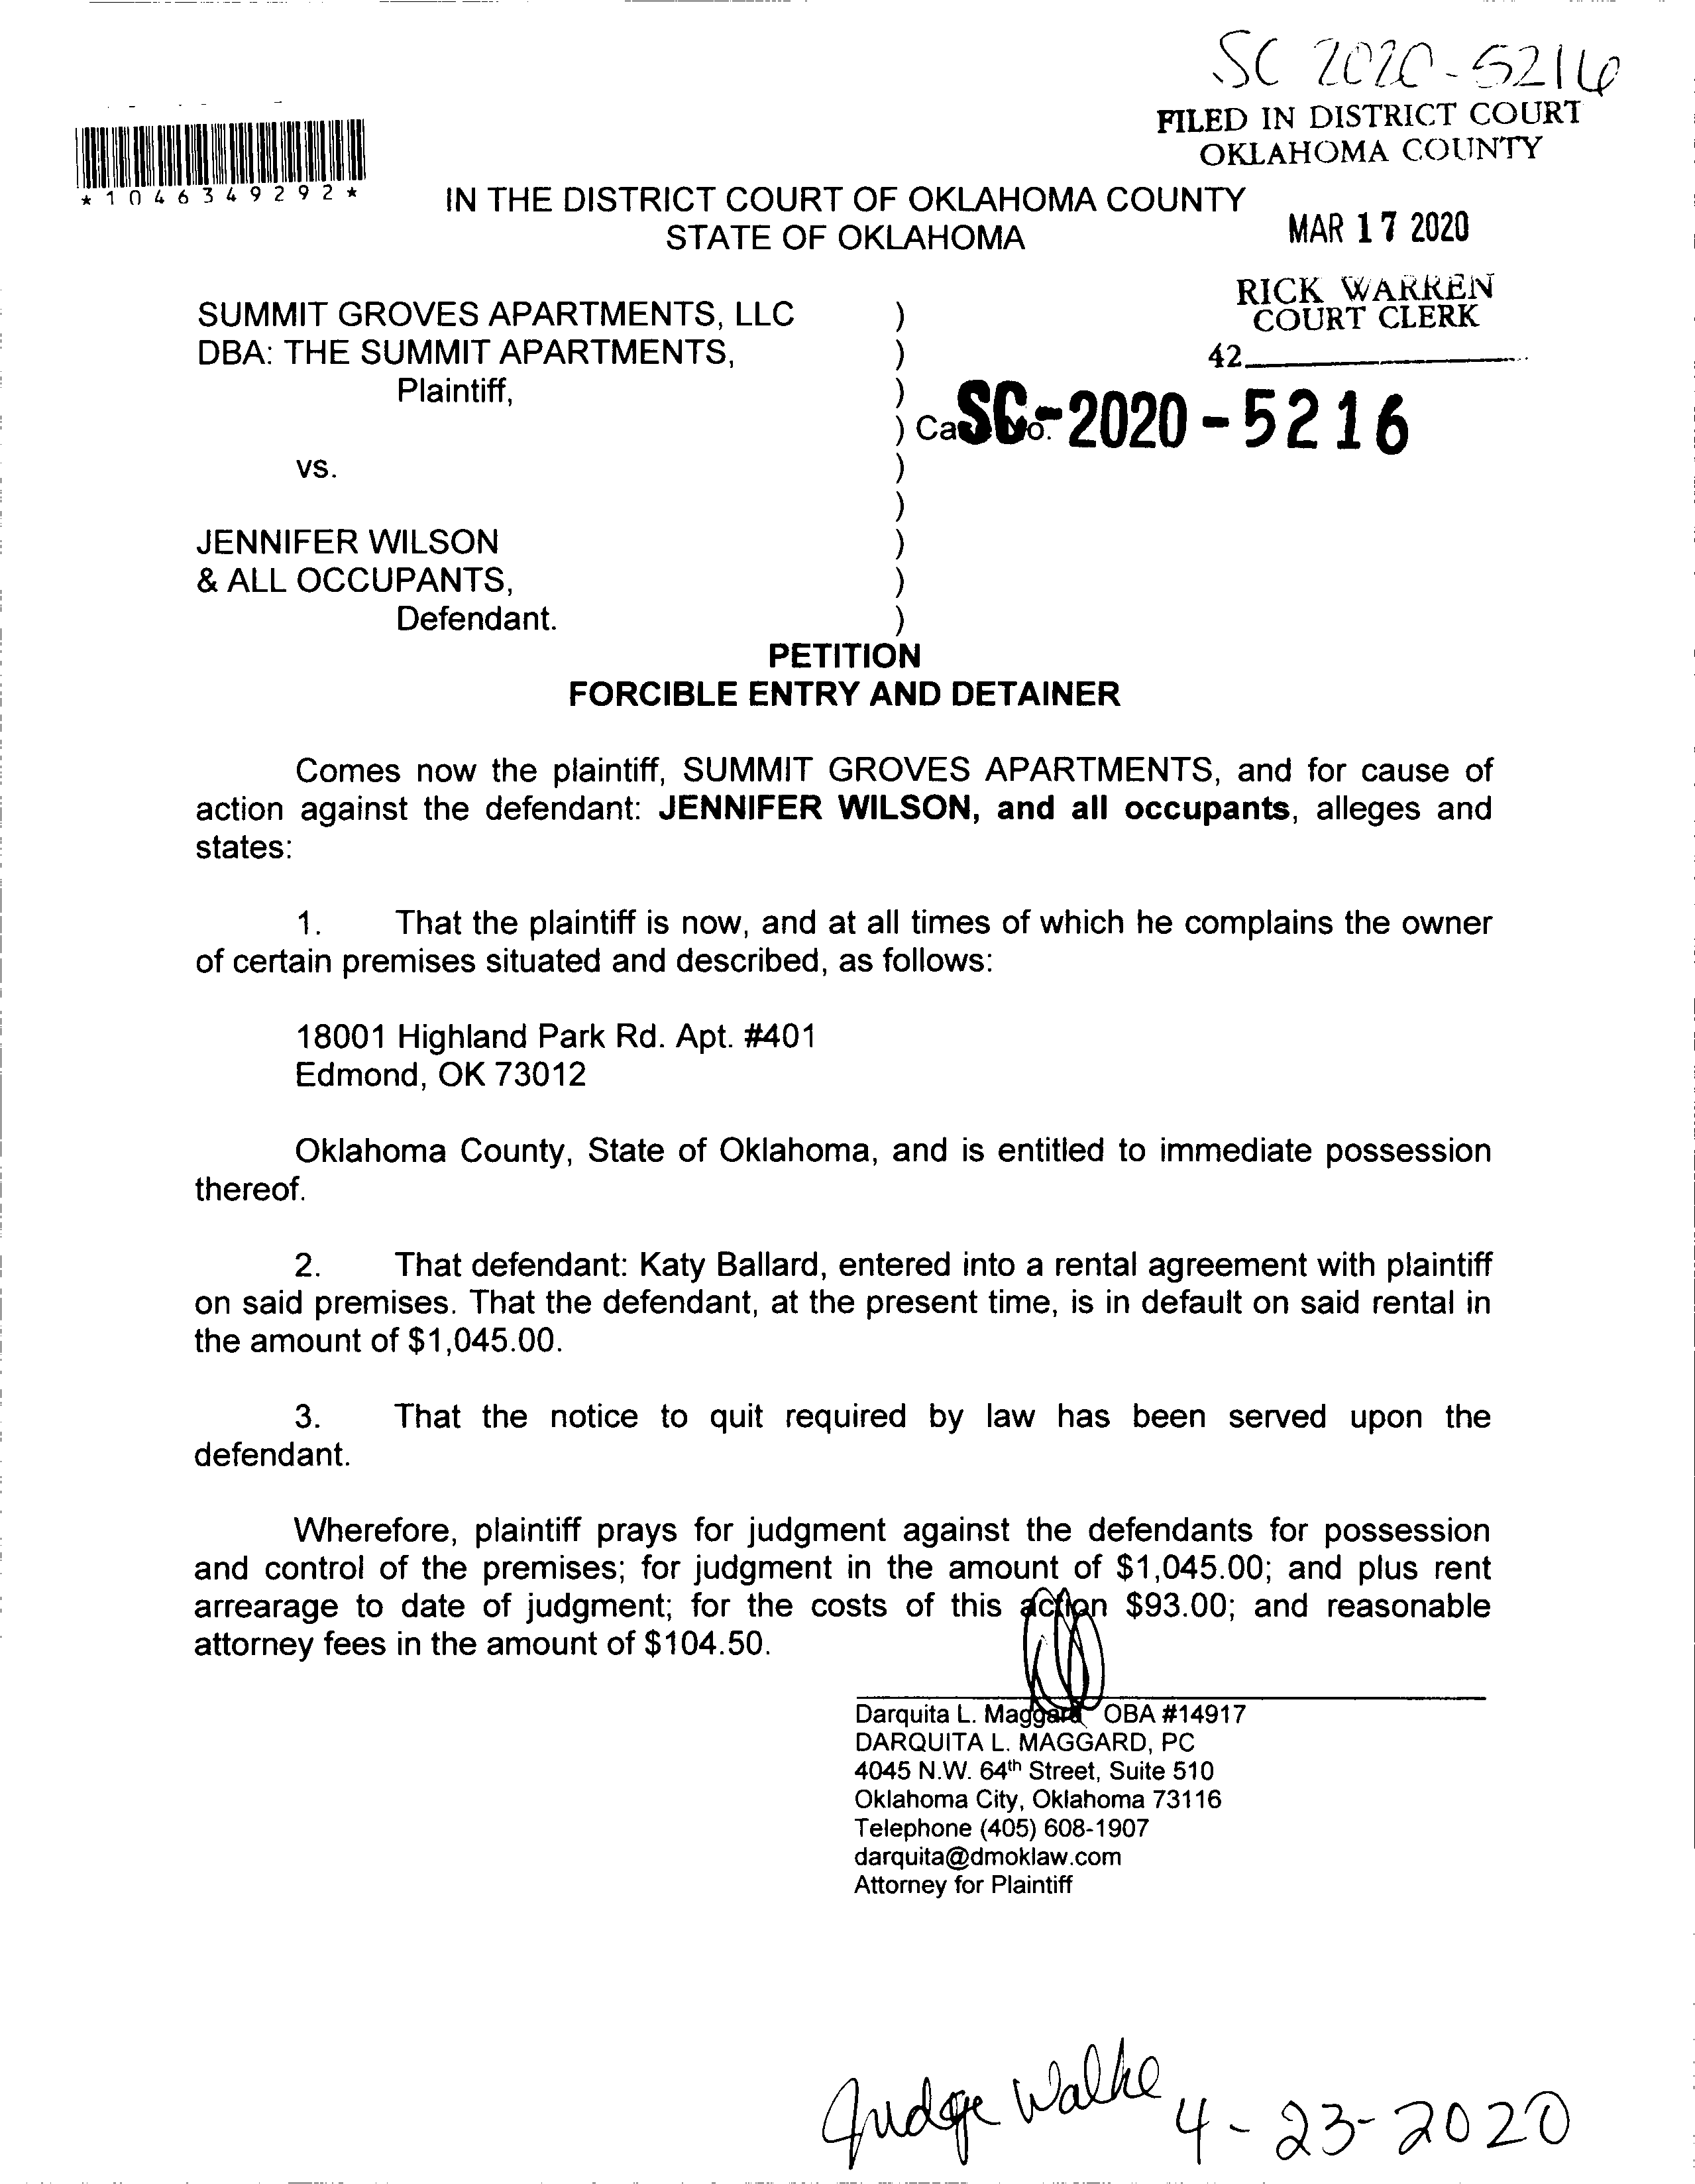 SC 2020-5216
FILED IN DISTRICT COURT
OKLAHOMA COUNTY
*1046349292*
IN THE DISTRICT COURT OF OKLAHOMA COUNTY
STATE OF OKLAHOMA
MAR 17 2020
RICK WARREN
COURT CLERK
42
SUMMIT GROVES APARTMENTS, LLC )
DBA: THE SUMMIT APARTMENTS, )
Plaintiff, )
) Case No. SC-2020-5216
vs. )
)
JENNIFER WILSON )
& ALL OCCUPANTS, )
Defendant. )
PETITION
FORCIBLE ENTRY AND DETAINER
Comes now the plaintiff, SUMMIT GROVES APARTMENTS, and for cause of
action against the defendant: JENNIFER WILSON, and all occupants, alleges and
states:
1. That the plaintiff is now, and at all times of which he complains the owner
of certain premises situated and described, as follows:
18001 Highland Park Rd. Apt. #401
Edmond, OK 73012
Oklahoma County, State of Oklahoma, and is entitled to immediate possession
thereof.
2. That defendant: Katy Ballard, entered into a rental agreement with plaintiff
on said premises. That the defendant, at the present time, is in default on said rental in
the amount of $1,045.00.
3. That the notice to quit required by law has been served upon the
defendant.
Wherefore, plaintiff prays for judgment against the defendants for possession
and control of the premises; for judgment in the amount of $1,045.00; and plus rent
arrearage to date of judgment; for the costs of this action $93.00; and reasonable
attorney fees in the amount of $104.50.
Darquita L. Maggard OBA #14917
DARQUITA L. MAGGARD, PC
4045 N.W. 64th Street, Suite 510
Oklahoma City, Oklahoma 73116
Telephone (405) 608-1907
darquita@dmoklaw.com
Attorney for Plaintiff
Judge Walke 4-23-2020